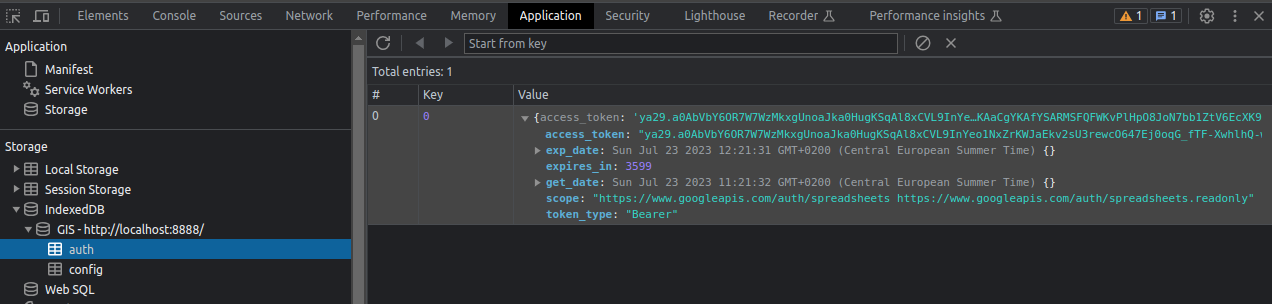 Elements Console Sources Network Performance Memory Application Security Lighthouse Recorder Performance insights 1 1
Application
Manifest
Service Workers
Storage
Storage
Local Storage
Session Storage
IndexedDB
GIS - http://localhost:8888/
auth
config
Web SQL
Start from key
Total entries: 1
# Key Value
0 0 {access_token: 'ya29.a0AbVbY6OR7W7WzMkxgUnoaJka0HugKSqAl8xCVL9InYe…KAaCgYKAfYSARMSFQFWKvPlHpO8JoN7bb1ZtV6EcXK9
access_token: "ya29.a0AbVbY6OR7W7WzMkxgUnoaJka0HugKSqAl8xCVL9InYeo1NxZrKWJaEkv2sU3rewcO647Ej0oqG_fTF-XwhlhQ-
exp_date: Sun Jul 23 2023 12:21:31 GMT+0200 (Central European Summer Time) {}
expires_in: 3599
get_date: Sun Jul 23 2023 11:21:32 GMT+0200 (Central European Summer Time) {}
scope: "https://www.googleapis.com/auth/spreadsheets https://www.googleapis.com/auth/spreadsheets.readonly"
token_type: "Bearer"